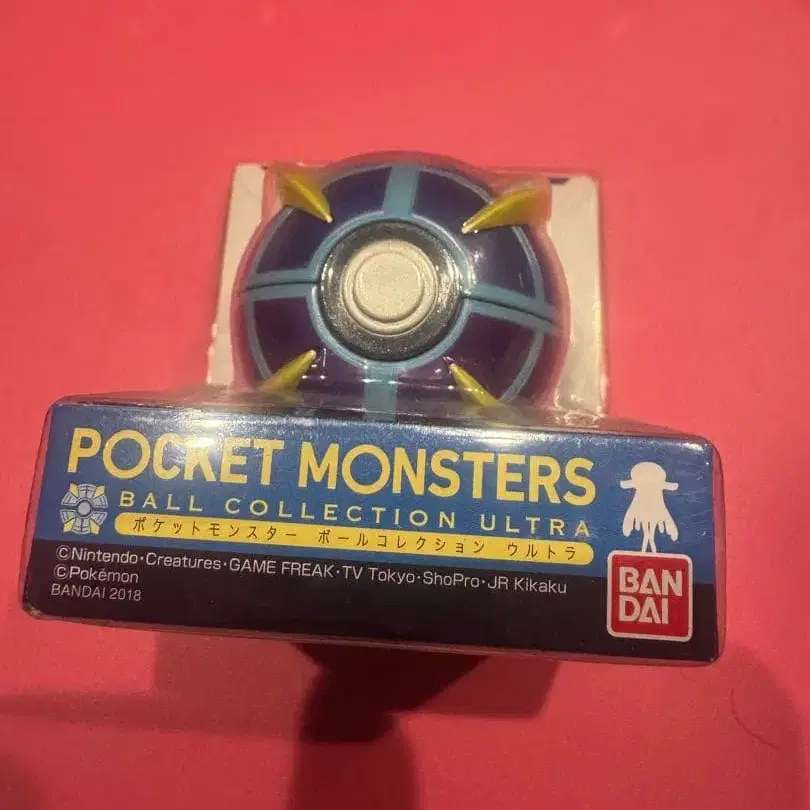 POCKET MONSTERS
BALL COLLECTION ULTRA
ポケットモンスター ボールコレクション ウルトラ
©Nintendo・Creatures・GAME FREAK・TV Tokyo・ShoPro・JR Kikaku
©Pokémon
BANDAI 2018
BAN
DAI